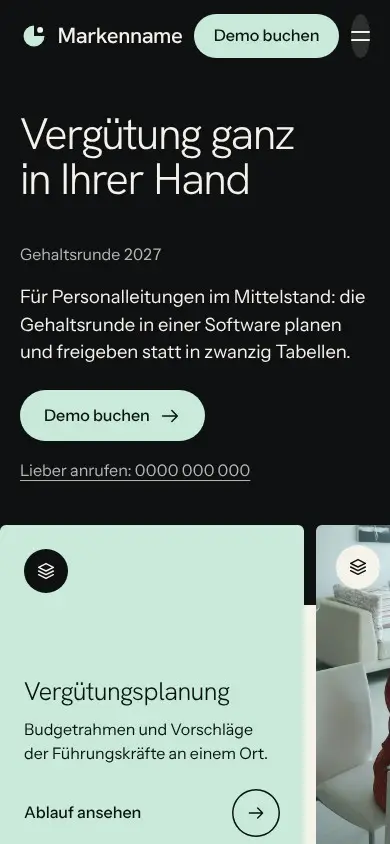 Markenname
Demo buchen
Vergütung ganz
in Ihrer Hand
Gehaltsrunde 2027
Für Personalleitungen im Mittelstand: die
Gehaltsrunde in einer Software planen
und freigeben statt in zwanzig Tabellen.
Demo buchen
Lieber anrufen: 0000 000 000
Vergütungsplanung
Budgetrahmen und Vorschläge
der Führungskräfte an einem Ort.
Ablauf ansehen